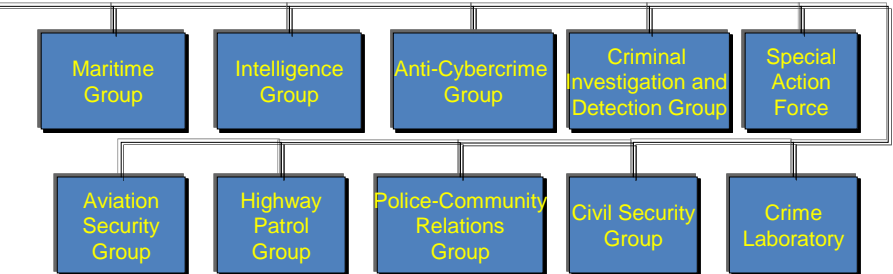 Maritime
Group
Intelligence
Group
Anti-Cybercrime
Group
Criminal
Investigation and
Detection Group
Special
Action
Force
Aviation
Security
Group
Highway
Patrol
Group
Police-Community
Relations
Group
Civil Security
Group
Crime
Laboratory